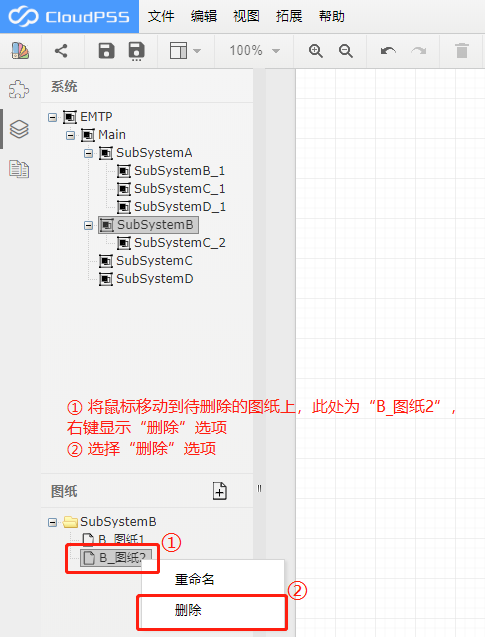 CloudPSS 文件 编辑 视图 拓展 帮助
100%
系统
EMTP
Main
SubSystemA
SubSystemB_1
SubSystemC_1
SubSystemD_1
SubSystemB
SubSystemC_2
SubSystemC
SubSystemD
① 将鼠标移动到待删除的图纸上，此处为“B_图纸2”，
右键显示“删除”选项
② 选择“删除”选项
图纸
SubSystemB
B_图纸1
①
B_图纸2
重命名
②
删除